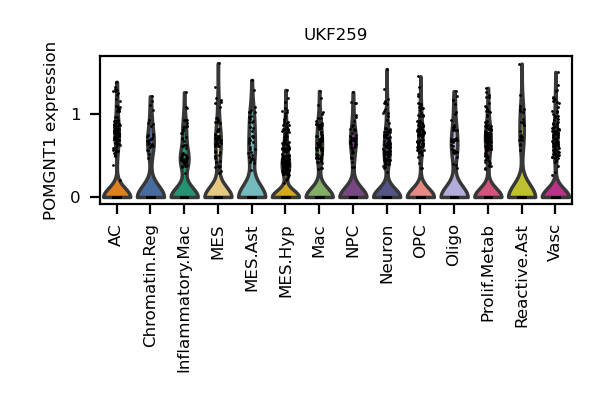 UKF259
POMGNT1 expression
1
0
AC
Chromatin.Reg
Inflammatory.Mac
MES
MES.Ast
MES.Hyp
Mac
NPC
Neuron
OPC
Oligo
Prolif.Metab
Reactive.Ast
Vasc